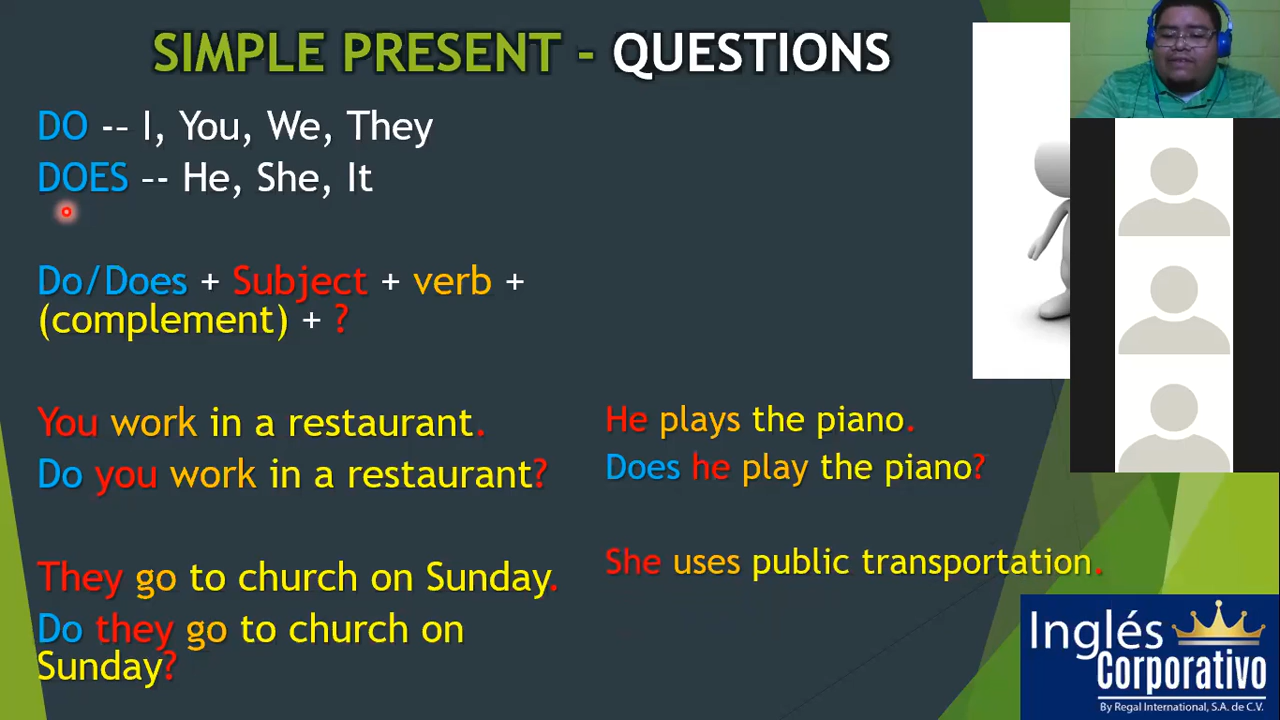 SIMPLE PRESENT - QUESTIONS
DO -- I, You, We, They
DOES -- He, She, It
Do/Does + Subject + verb +
(complement) + ?
You work in a restaurant.
Do you work in a restaurant?
They go to church on Sunday.
Do they go to church on
Sunday?
He plays the piano.
Does he play the piano?
She uses public transportation.
Inglés
Corporativo
By Regal International, S.A. de C.V.